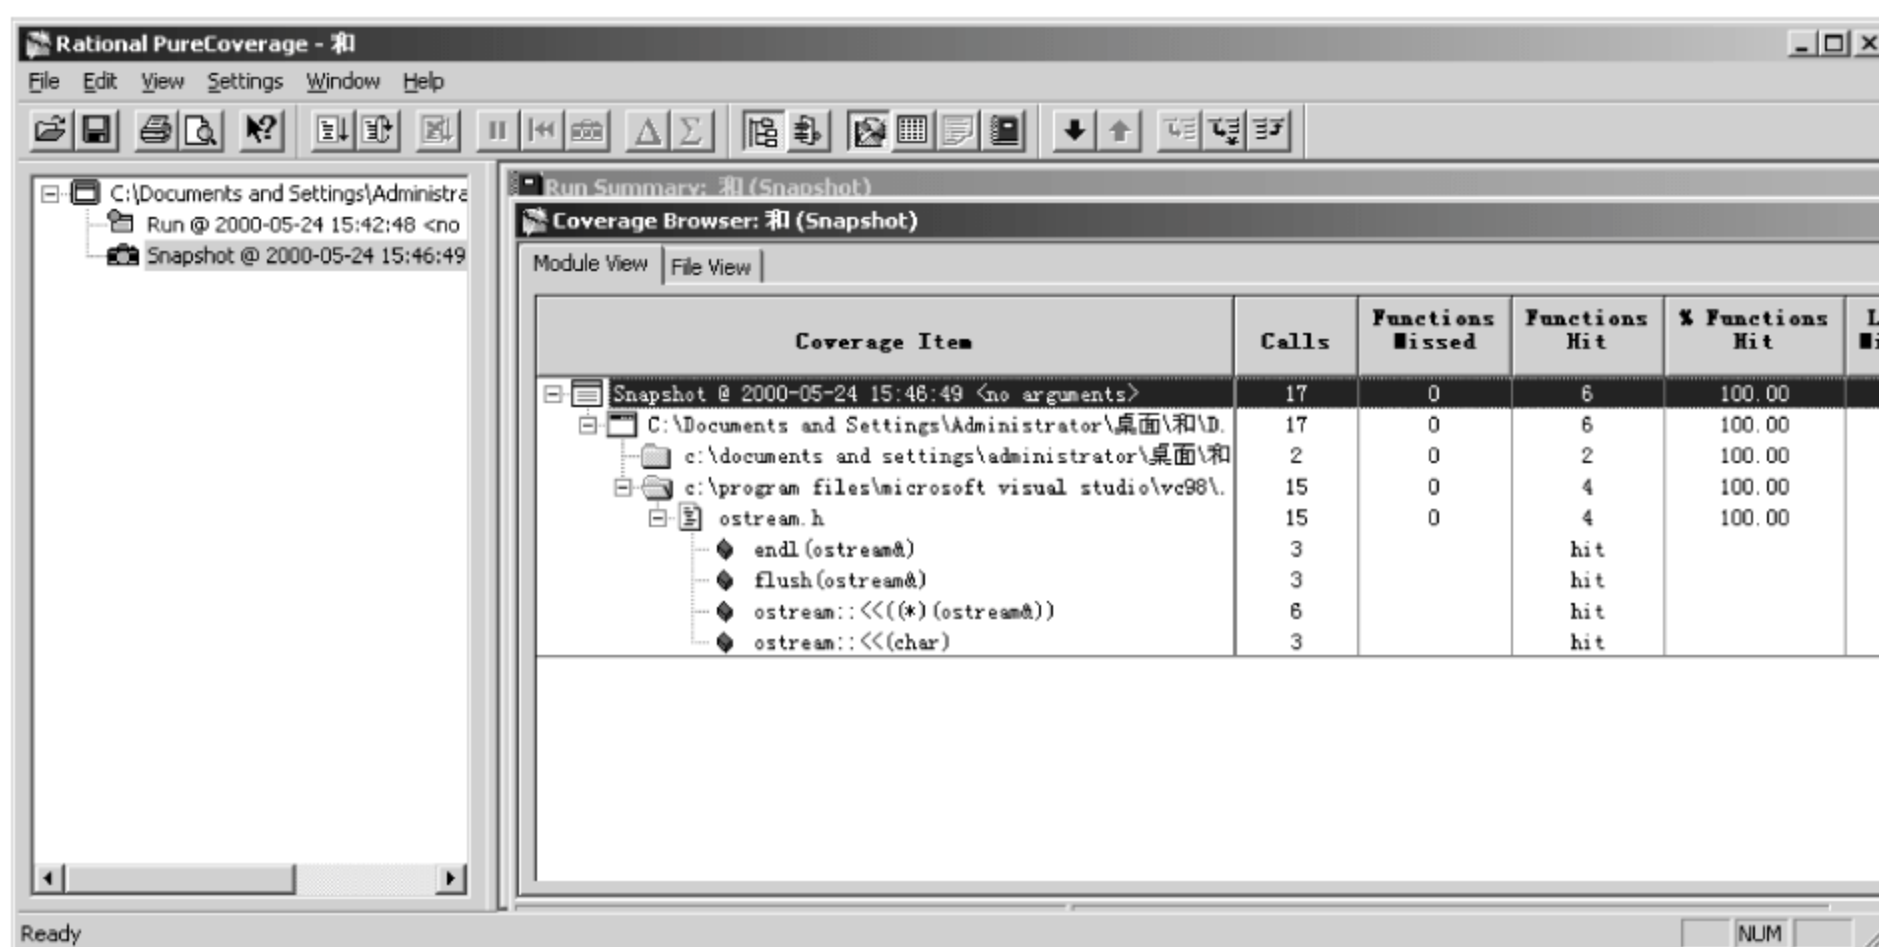 Rational PureCoverage - 和
File Edit View Settings Window Help
C:\Documents and Settings\Administra
Run @ 2000-05-24 15:42:48 <no
Snapshot @ 2000-05-24 15:46:49
Run Summary: 和 (Snapshot)
Coverage Browser: 和 (Snapshot)
Module View File View
Coverage Item Calls Functions Missed Functions Hit % Functions Hit
Snapshot @ 2000-05-24 15:46:49 <no arguments> 17 0 6 100.00
C:\Documents and Settings\Administrator\桌面\和\D. 17 0 6 100.00
c:\documents and settings\administrator\桌面\和 2 0 2 100.00
c:\program files\microsoft visual studio\vc98\. 15 0 4 100.00
ostream.h 15 0 4 100.00
endl(ostream&) 3 hit
flush(ostream&) 3 hit
ostream::<<((*)(ostream&)) 6 hit
ostream::<<(char) 3 hit
Ready NUM